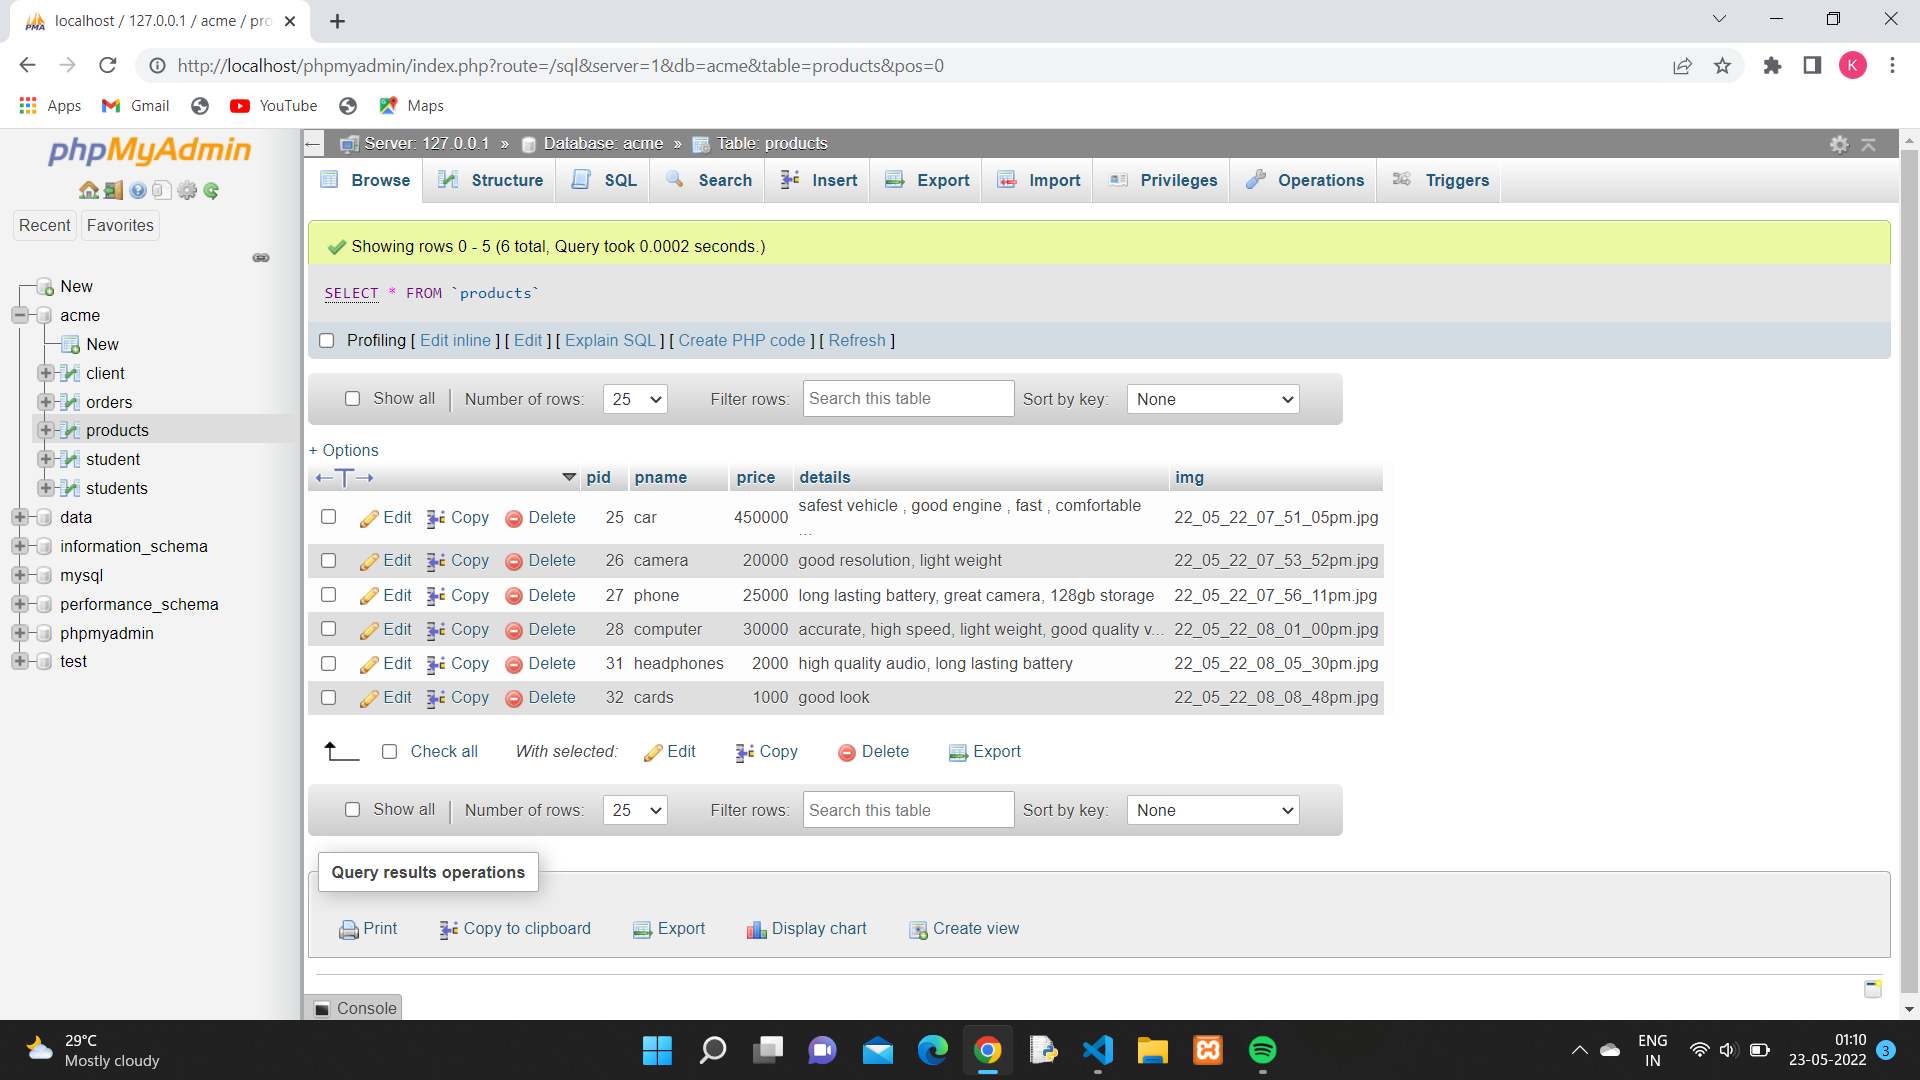 localhost / 127.0.0.1 / acme / pro
http://localhost/phpmyadmin/index.php?route=/sql&server=1&db=acme&table=products&pos=0
K
Apps Gmail YouTube Maps
phpMyAdmin
Recent Favorites
New
acme
New
client
orders
products
student
students
data
information_schema
mysql
performance_schema
phpmyadmin
test
Server: 127.0.0.1 » Database: acme » Table: products
Browse Structure SQL Search Insert Export Import Privileges Operations Triggers
Showing rows 0 - 5 (6 total, Query took 0.0002 seconds.)
SELECT * FROM `products`
Profiling [ Edit inline ] [ Edit ] [ Explain SQL ] [ Create PHP code ] [ Refresh ]
Show all Number of rows: 25 Filter rows: Search this table Sort by key: None
+ Options
pid pname price details img
Edit Copy Delete 25 car 450000 safest vehicle , good engine , fast , comfortable ... 22_05_22_07_51_05pm.jpg
Edit Copy Delete 26 camera 20000 good resolution, light weight 22_05_22_07_53_52pm.jpg
Edit Copy Delete 27 phone 25000 long lasting battery, great camera, 128gb storage 22_05_22_07_56_11pm.jpg
Edit Copy Delete 28 computer 30000 accurate, high speed, light weight, good quality v... 22_05_22_08_01_00pm.jpg
Edit Copy Delete 31 headphones 2000 high quality audio, long lasting battery 22_05_22_08_05_30pm.jpg
Edit Copy Delete 32 cards 1000 good look 22_05_22_08_08_48pm.jpg
Check all With selected: Edit Copy Delete Export
Show all Number of rows: 25 Filter rows: Search this table Sort by key: None
Query results operations
Print Copy to clipboard Export Display chart Create view
Console
29°C
Mostly cloudy
ENG
IN
01:10
23-05-2022
3